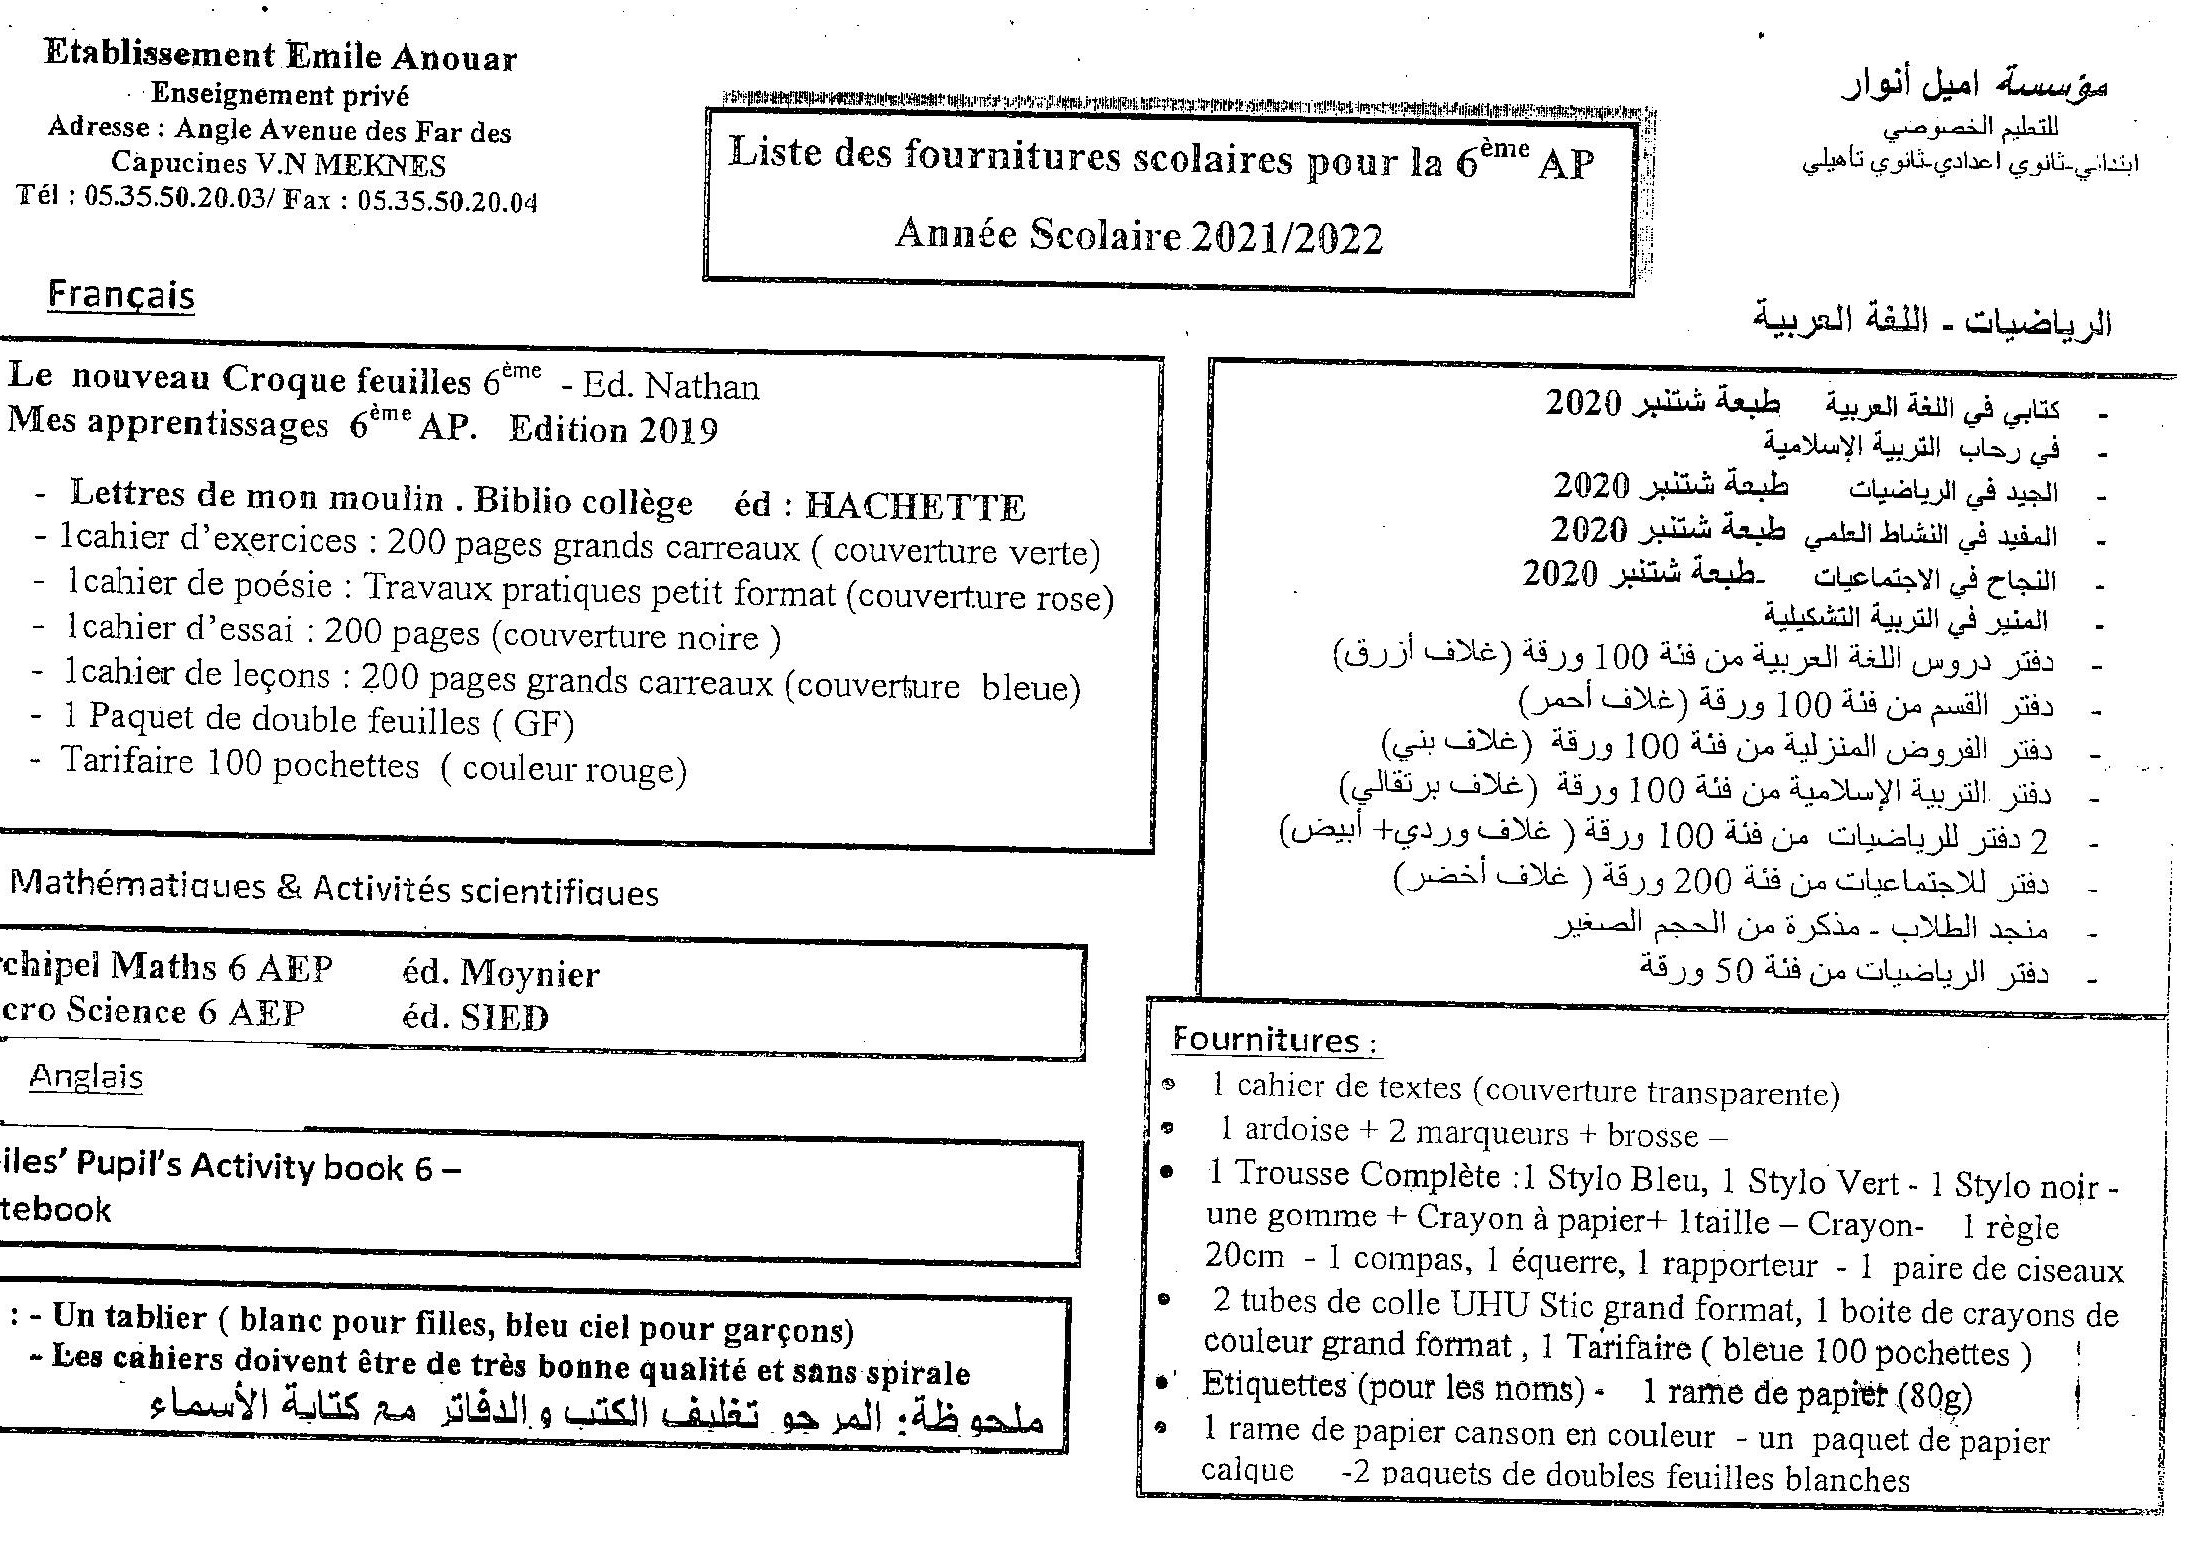 Etablissement Emile Anouar
Enseignement privé
Adresse : Angle Avenue des Far des
Capucines V.N MEKNES
Tél : 05.35.50.20.03/ Fax : 05.35.50.20.04
Liste des fournitures scolaires pour la 6ème AP
Année Scolaire 2021/2022
مؤسسة اميل أنوار
للتعليم الخصوصي
ابتدائي-ثانوي اعدادي-ثانوي تاهيلي
Français
Le nouveau Croque feuilles 6ème - Ed. Nathan
Mes apprentissages 6ème AP. Edition 2019
- Lettres de mon moulin . Biblio collège éd : HACHETTE
- 1cahier d'exercices : 200 pages grands carreaux ( couverture verte)
- 1cahier de poésie : Travaux pratiques petit format (couverture rose)
- 1cahier d'essai : 200 pages (couverture noire )
- 1cahier de leçons : 200 pages grands carreaux (couverture bleue)
- 1 Paquet de double feuilles ( GF)
- Tarifaire 100 pochettes ( couleur rouge)
Mathématiques & Activités scientifiques
rchipel Maths 6 AEP éd. Moynier
cro Science 6 AEP éd. SIED
Anglais
iles' Pupil's Activity book 6 –
tebook
: - Un tablier ( blanc pour filles, bleu ciel pour garçons)
- Les cahiers doivent être de très bonne qualité et sans spirale
ملحوظة: المرجو تغليف الكتب و الدفاتر مع كتابة الأسماء
الرياضيات - اللغة العربية
- كتابي في اللغة العربية طبعة شتنبر 2020
- في رحاب التربية الإسلامية
- الجيد في الرياضيات طبعة شتنبر 2020
- المفيد في النشاط العلمي طبعة شتنبر 2020
- النجاح في الاجتماعيات -طبعة شتنبر 2020
- المنير في التربية التشكيلية
- دفتر دروس اللغة العربية من فئة 100 ورقة (غلاف أزرق)
- دفتر القسم من فئة 100 ورقة (غلاف أحمر)
- دفتر الفروض المنزلية من فئة 100 ورقة (غلاف بني)
- دفتر التربية الإسلامية من فئة 100 ورقة (غلاف برتقالي)
- 2 دفتر للرياضيات من فئة 100 ورقة ( غلاف وردي+ أبيض)
- دفتر للاجتماعيات من فئة 200 ورقة ( غلاف أخضر)
- منجد الطلاب - مذكرة من الحجم الصغير
- دفتر الرياضيات من فئة 50 ورقة
Fournitures :
• 1 cahier de textes (couverture transparente)
• 1 ardoise + 2 marqueurs + brosse –
• 1 Trousse Complète :1 Stylo Bleu, 1 Stylo Vert - 1 Stylo noir -
une gomme + Crayon à papier+ 1taille – Crayon- 1 règle
20cm - 1 compas, 1 équerre, 1 rapporteur - 1 paire de ciseaux
• 2 tubes de colle UHU Stic grand format, 1 boite de crayons de
couleur grand format , 1 Tarifaire ( bleue 100 pochettes )
• Etiquettes (pour les noms) - 1 rame de papier (80g)
• 1 rame de papier canson en couleur - un paquet de papier
calque -2 paquets de doubles feuilles blanches